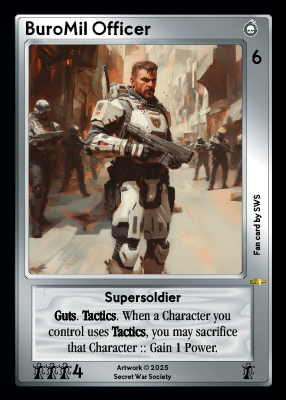 BuroMil Officer
6
Fan card by SWS
Supersoldier
Guts. Tactics. When a Character you
control uses Tactics, you may sacrifice
that Character :: Gain 1 Power.
4
Artwork © 2025
Secret War Society